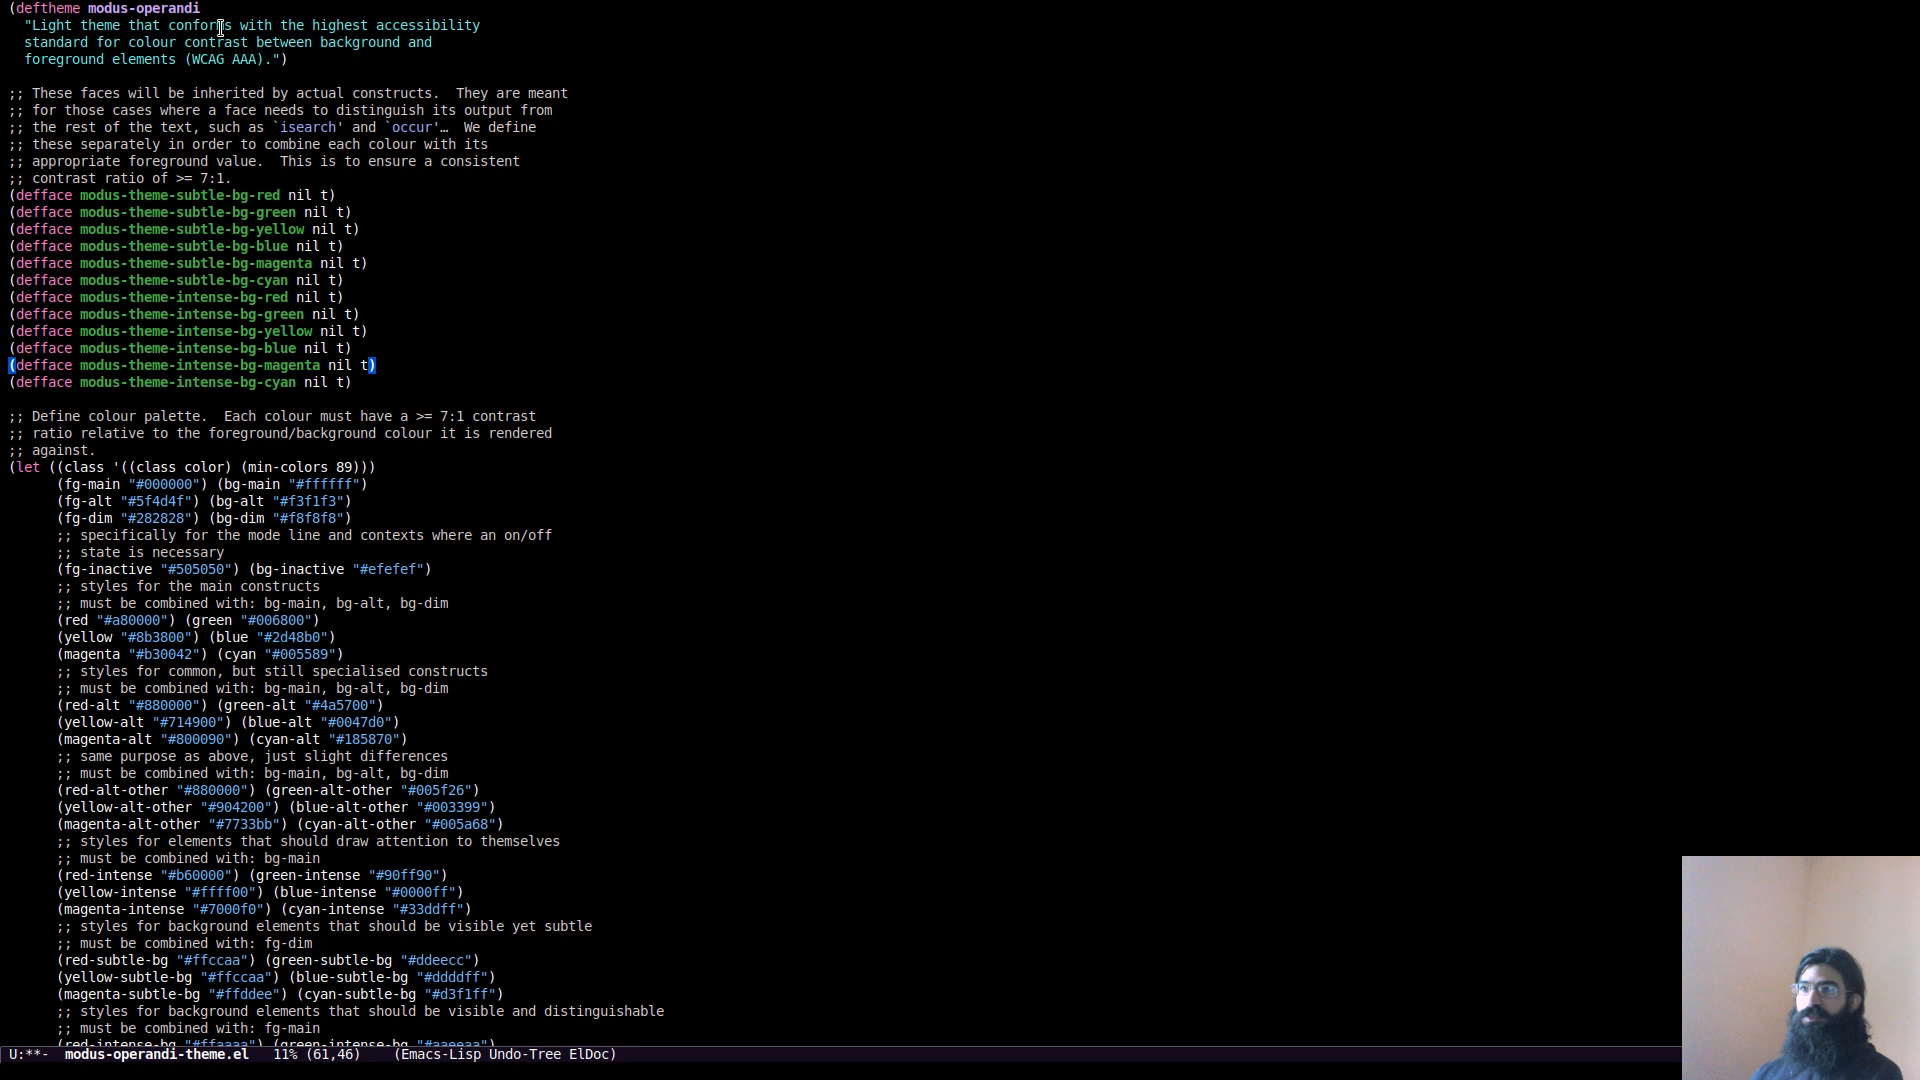 (deftheme modus-operandi
  "Light theme that conforms with the highest accessibility
  standard for colour contrast between background and
  foreground elements (WCAG AAA).")

;; These faces will be inherited by actual constructs.  They are meant
;; for those cases where a face needs to distinguish its output from
;; the rest of the text, such as `isearch' and `occur'…  We define
;; these separately in order to combine each colour with its
;; appropriate foreground value.  This is to ensure a consistent
;; contrast ratio of >= 7:1.
(defface modus-theme-subtle-bg-red nil t)
(defface modus-theme-subtle-bg-green nil t)
(defface modus-theme-subtle-bg-yellow nil t)
(defface modus-theme-subtle-bg-blue nil t)
(defface modus-theme-subtle-bg-magenta nil t)
(defface modus-theme-subtle-bg-cyan nil t)
(defface modus-theme-intense-bg-red nil t)
(defface modus-theme-intense-bg-green nil t)
(defface modus-theme-intense-bg-yellow nil t)
(defface modus-theme-intense-bg-blue nil t)
(defface modus-theme-intense-bg-magenta nil t)
(defface modus-theme-intense-bg-cyan nil t)

;; Define colour palette.  Each colour must have a >= 7:1 contrast
;; ratio relative to the foreground/background colour it is rendered
;; against.
(let ((class '((class color) (min-colors 89)))
      (fg-main "#000000") (bg-main "#ffffff")
      (fg-alt "#5f4d4f") (bg-alt "#f3f1f3")
      (fg-dim "#282828") (bg-dim "#f8f8f8")
      ;; specifically for the mode line and contexts where an on/off
      ;; state is necessary
      (fg-inactive "#505050") (bg-inactive "#efefef")
      ;; styles for the main constructs
      ;; must be combined with: bg-main, bg-alt, bg-dim
      (red "#a80000") (green "#006800")
      (yellow "#8b3800") (blue "#2d48b0")
      (magenta "#b30042") (cyan "#005589")
      ;; styles for common, but still specialised constructs
      ;; must be combined with: bg-main, bg-alt, bg-dim
      (red-alt "#880000") (green-alt "#4a5700")
      (yellow-alt "#714900") (blue-alt "#0047d0")
      (magenta-alt "#800090") (cyan-alt "#185870")
      ;; same purpose as above, just slight differences
      ;; must be combined with: bg-main, bg-alt, bg-dim
      (red-alt-other "#880000") (green-alt-other "#005f26")
      (yellow-alt-other "#904200") (blue-alt-other "#003399")
      (magenta-alt-other "#7733bb") (cyan-alt-other "#005a68")
      ;; styles for elements that should draw attention to themselves
      ;; must be combined with: bg-main
      (red-intense "#b60000") (green-intense "#90ff90")
      (yellow-intense "#ffff00") (blue-intense "#0000ff")
      (magenta-intense "#7000f0") (cyan-intense "#33ddff")
      ;; styles for background elements that should be visible yet subtle
      ;; must be combined with: fg-dim
      (red-subtle-bg "#ffccaa") (green-subtle-bg "#ddeecc")
      (yellow-subtle-bg "#ffccaa") (blue-subtle-bg "#ddddff")
      (magenta-subtle-bg "#ffddee") (cyan-subtle-bg "#d3f1ff")
      ;; styles for background elements that should be visible and distinguishable
      ;; must be combined with: fg-main
      (red-intense-bg "#ffaaaa") (green-intense-bg "#aaeeaa")
U:**-  modus-operandi-theme.el   11% (61,46)    (Emacs-Lisp Undo-Tree ElDoc)